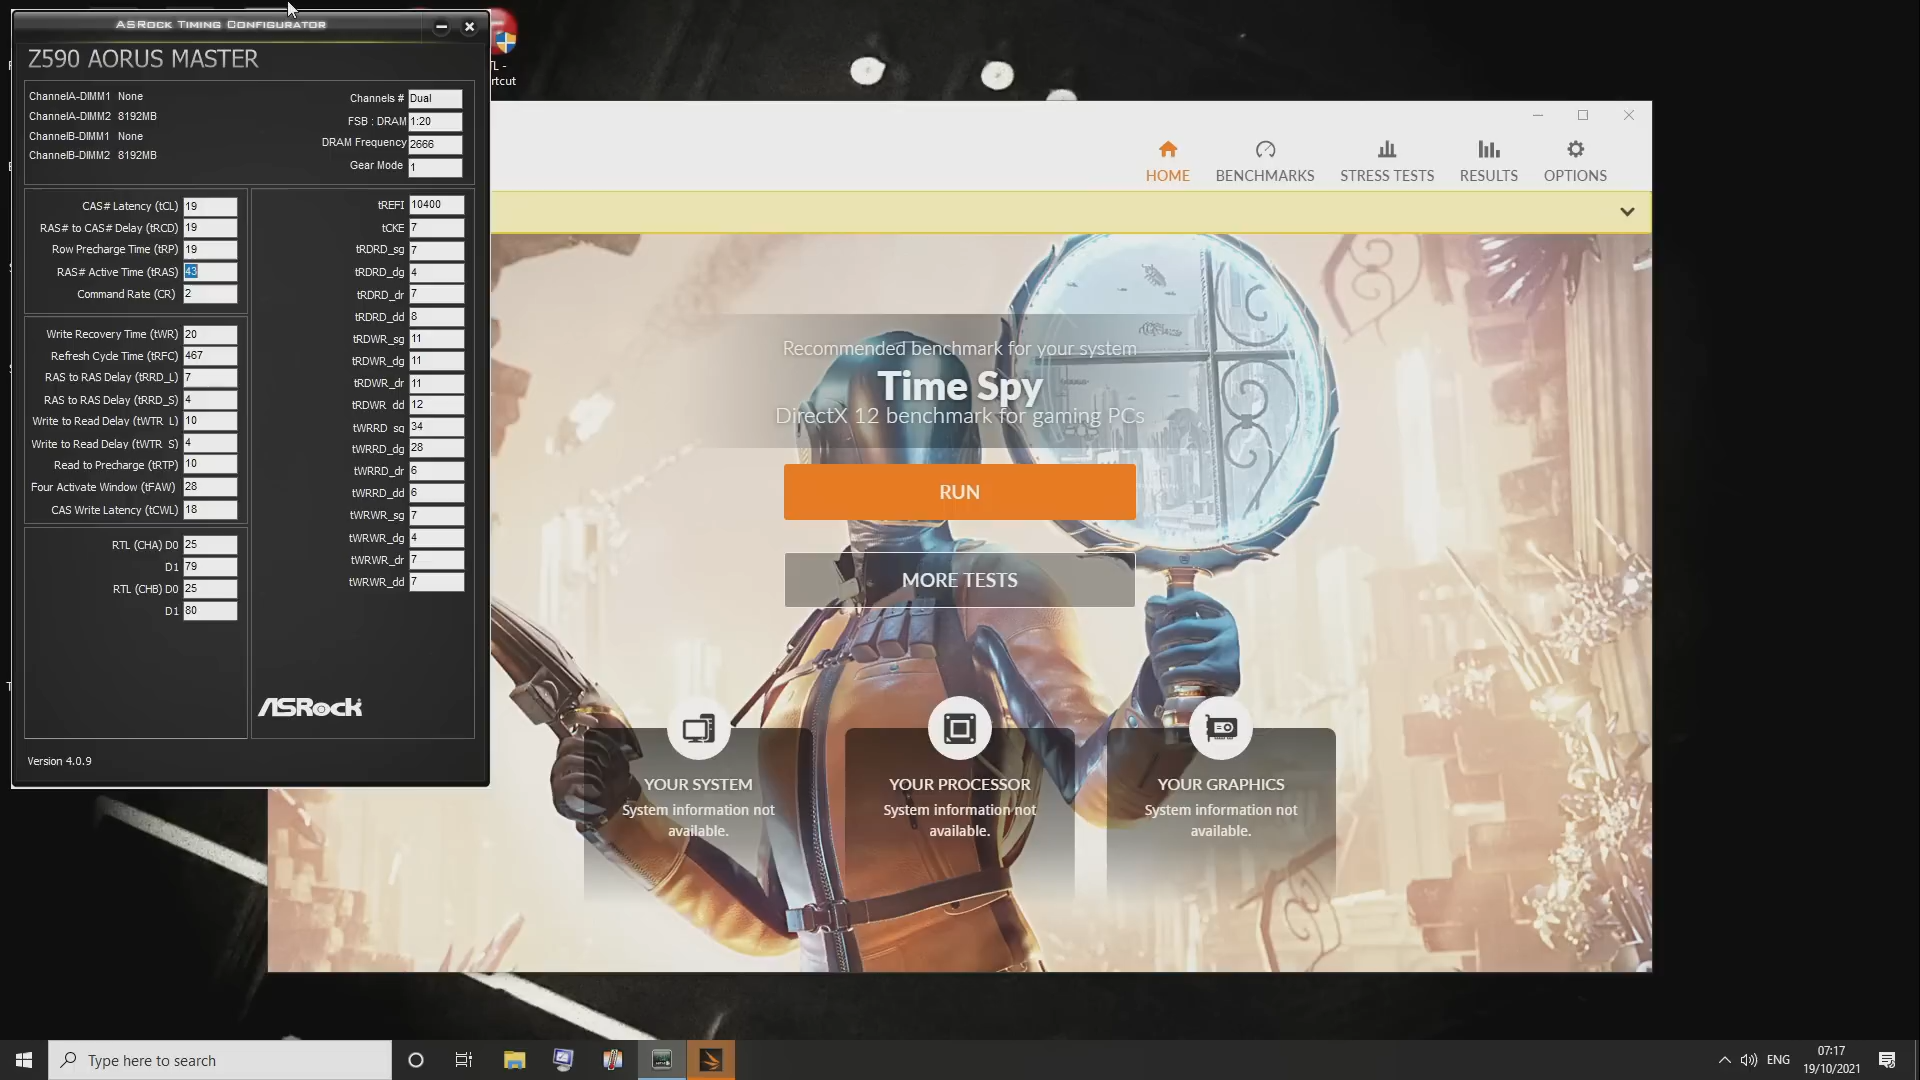 ASRock Timing Configurator
Z590 AORUS MASTER
ChannelA-DIMM1 None
ChannelA-DIMM2 8192MB
ChannelB-DIMM1 None
ChannelB-DIMM2 8192MB
Channels # Dual
FSB : DRAM 1:20
DRAM Frequency 2666
Gear Mode 1
CAS# Latency (tCL) 19
RAS# to CAS# Delay (tRCD) 19
Row Precharge Time (tRP) 19
RAS# Active Time (tRAS) 43
Command Rate (CR) 2
Write Recovery Time (tWR) 20
Refresh Cycle Time (tRFC) 467
RAS to RAS Delay (tRRD_L) 7
RAS to RAS Delay (tRRD_S) 4
Write to Read Delay (tWTR_L) 10
Write to Read Delay (tWTR_S) 4
Read to Precharge (tRTP) 10
Four Activate Window (tFAW) 28
CAS Write Latency (tCWL) 18
RTL (CHA) D0 25
D1 79
RTL (CHB) D0 25
D1 80
tREFI 10400
tCKE 7
tRDRD_sg 7
tRDRD_dg 4
tRDRD_dr 7
tRDRD_dd 8
tRDWR_sg 11
tRDWR_dg 11
tRDWR_dr 11
tRDWR_dd 12
tWRRD_sg 34
tWRRD_dg 28
tWRRD_dr 6
tWRRD_dd 6
tWRWR_sg 7
tWRWR_dg 4
tWRWR_dr 7
tWRWR_dd 7
ASRock
Version 4.0.9
TL -
rtcut
HOME BENCHMARKS STRESS TESTS RESULTS OPTIONS
Recommended benchmark for your system
Time Spy
DirectX 12 benchmark for gaming PCs
RUN
MORE TESTS
YOUR SYSTEM
System information not
available.
YOUR PROCESSOR
System information not
available.
YOUR GRAPHICS
System information not
available.
Type here to search
ENG
07:17
19/10/2021